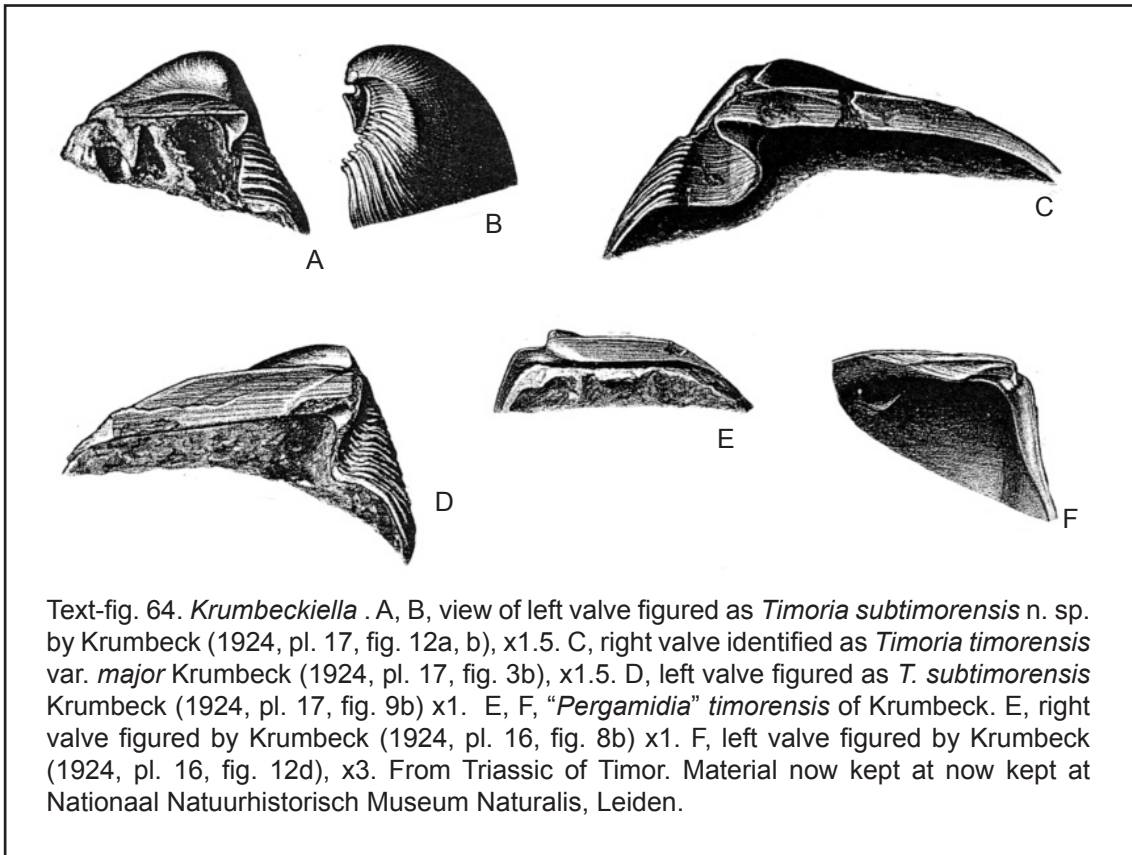 A
B
C
D
E
F
Text-fig. 64. Krumbeckiella . A, B, view of left valve figured as Timoria subtimorensis n. sp.
by Krumbeck (1924, pl. 17, fig. 12a, b), x1.5. C, right valve identified as Timoria timorensis
var. major Krumbeck (1924, pl. 17, fig. 3b), x1.5. D, left valve figured as T. subtimorensis
Krumbeck (1924, pl. 17, fig. 9b) x1. E, F, “Pergamidia” timorensis of Krumbeck. E, right
valve figured by Krumbeck (1924, pl. 16, fig. 8b) x1. F, left valve figured by Krumbeck
(1924, pl. 16, fig. 12d), x3. From Triassic of Timor. Material now kept at now kept at
Nationaal Natuurhistorisch Museum Naturalis, Leiden.